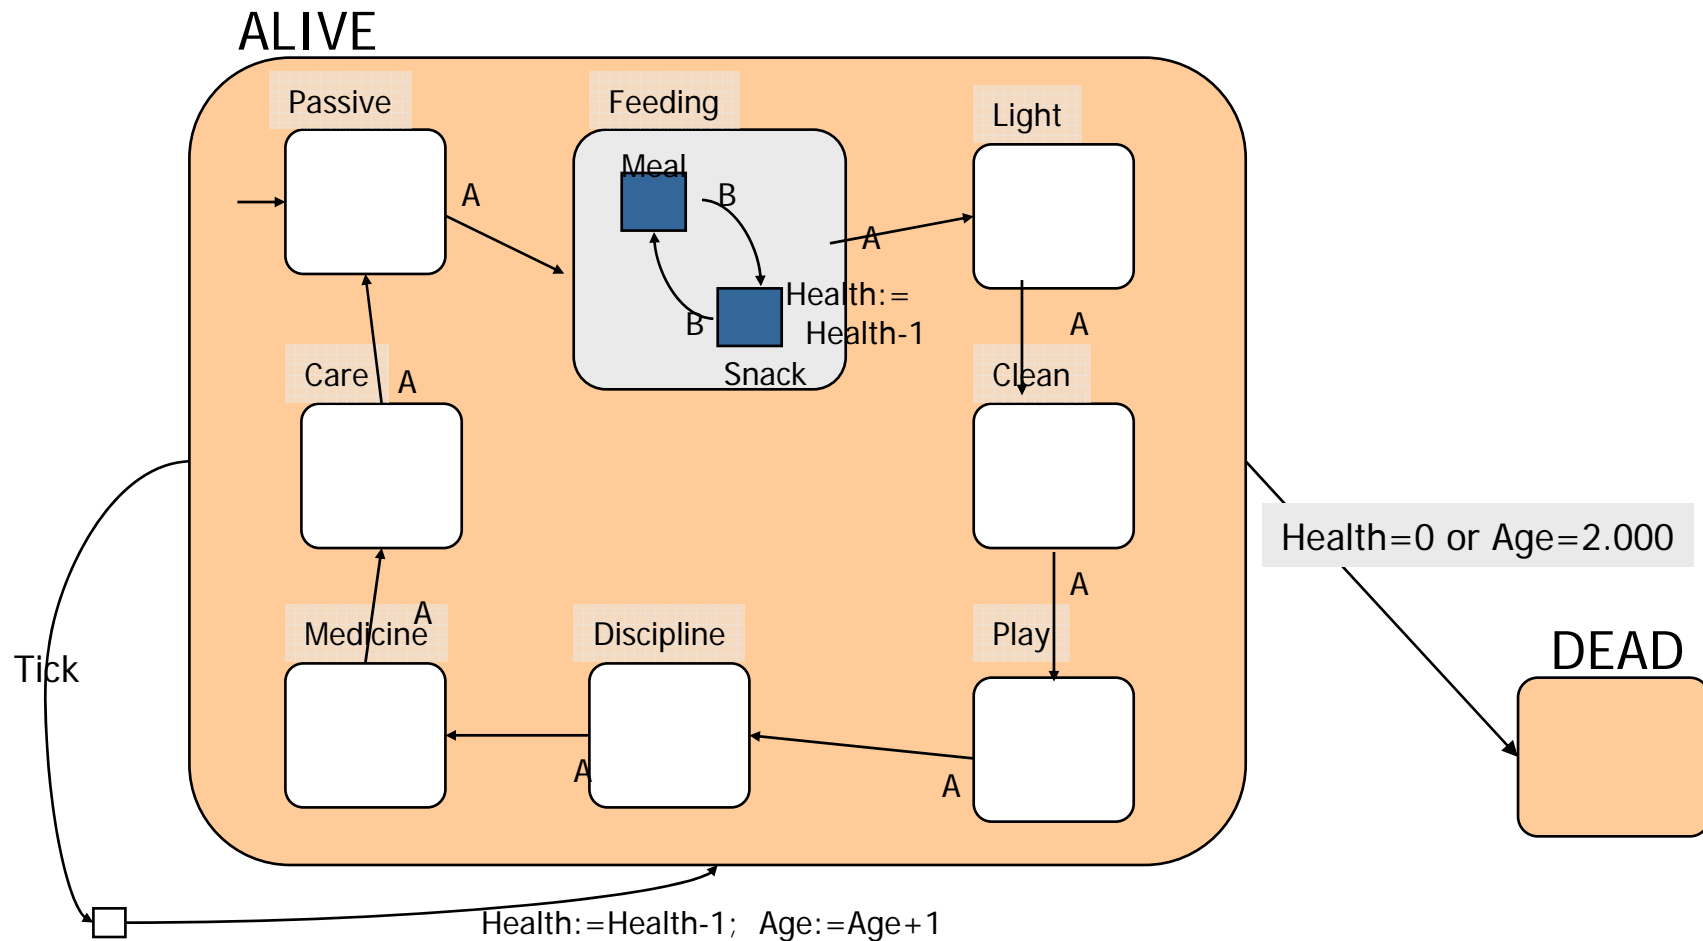 ALIVE
Passive
Feeding
Light
Meal
B
A
A
Health:=
Health-1
B
A
Snack
Care
A
Clean
Health=0 or Age=2.000
A
A
Medicine
Discipline
Play
DEAD
Tick
A
A
Health:=Health-1; Age:=Age+1